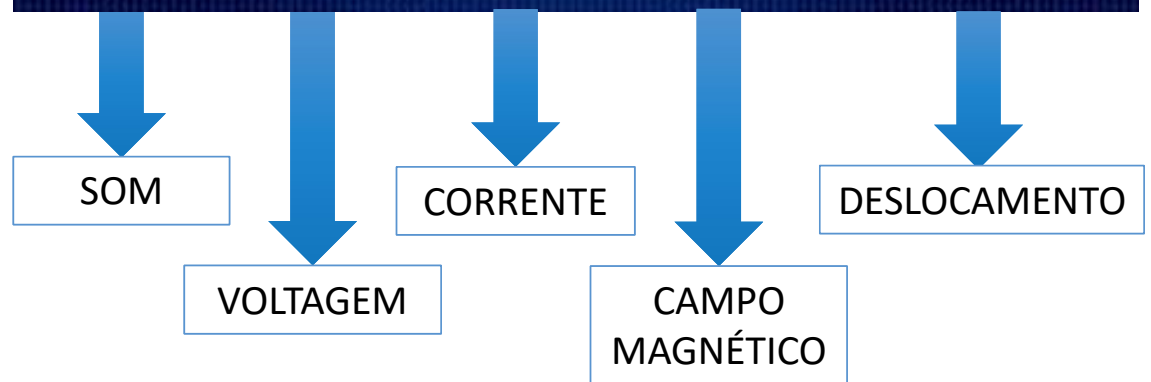 SOM
VOLTAGEM
CORRENTE
CAMPO
MAGNÉTICO
DESLOCAMENTO